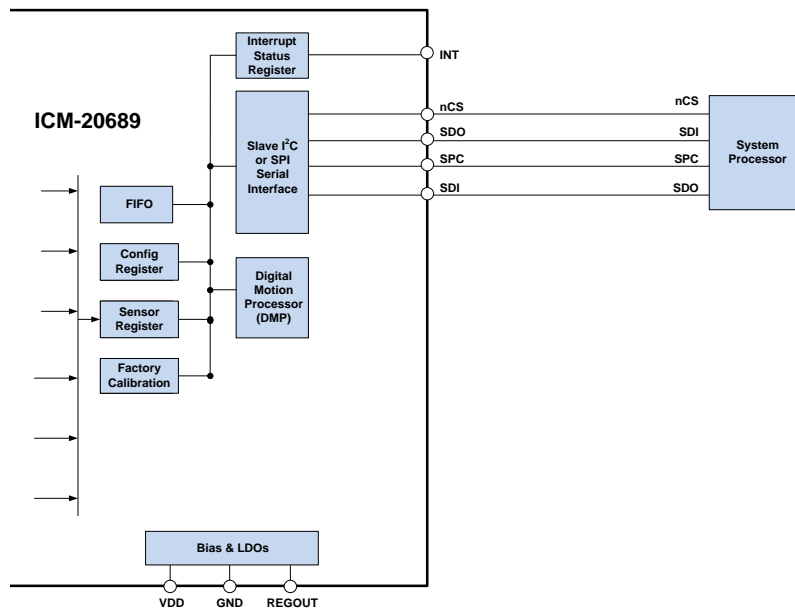 Interrupt
Status
Register
INT
ICM-20689
Slave I²C
or SPI
Serial
Interface
nCS
SDO
SPC
SDI
nCS
SDI
SPC
SDO
System
Processor
FIFO
Config
Register
Sensor
Register
Factory
Calibration
Digital
Motion
Processor
(DMP)
Bias & LDOs
VDD
GND
REGOUT